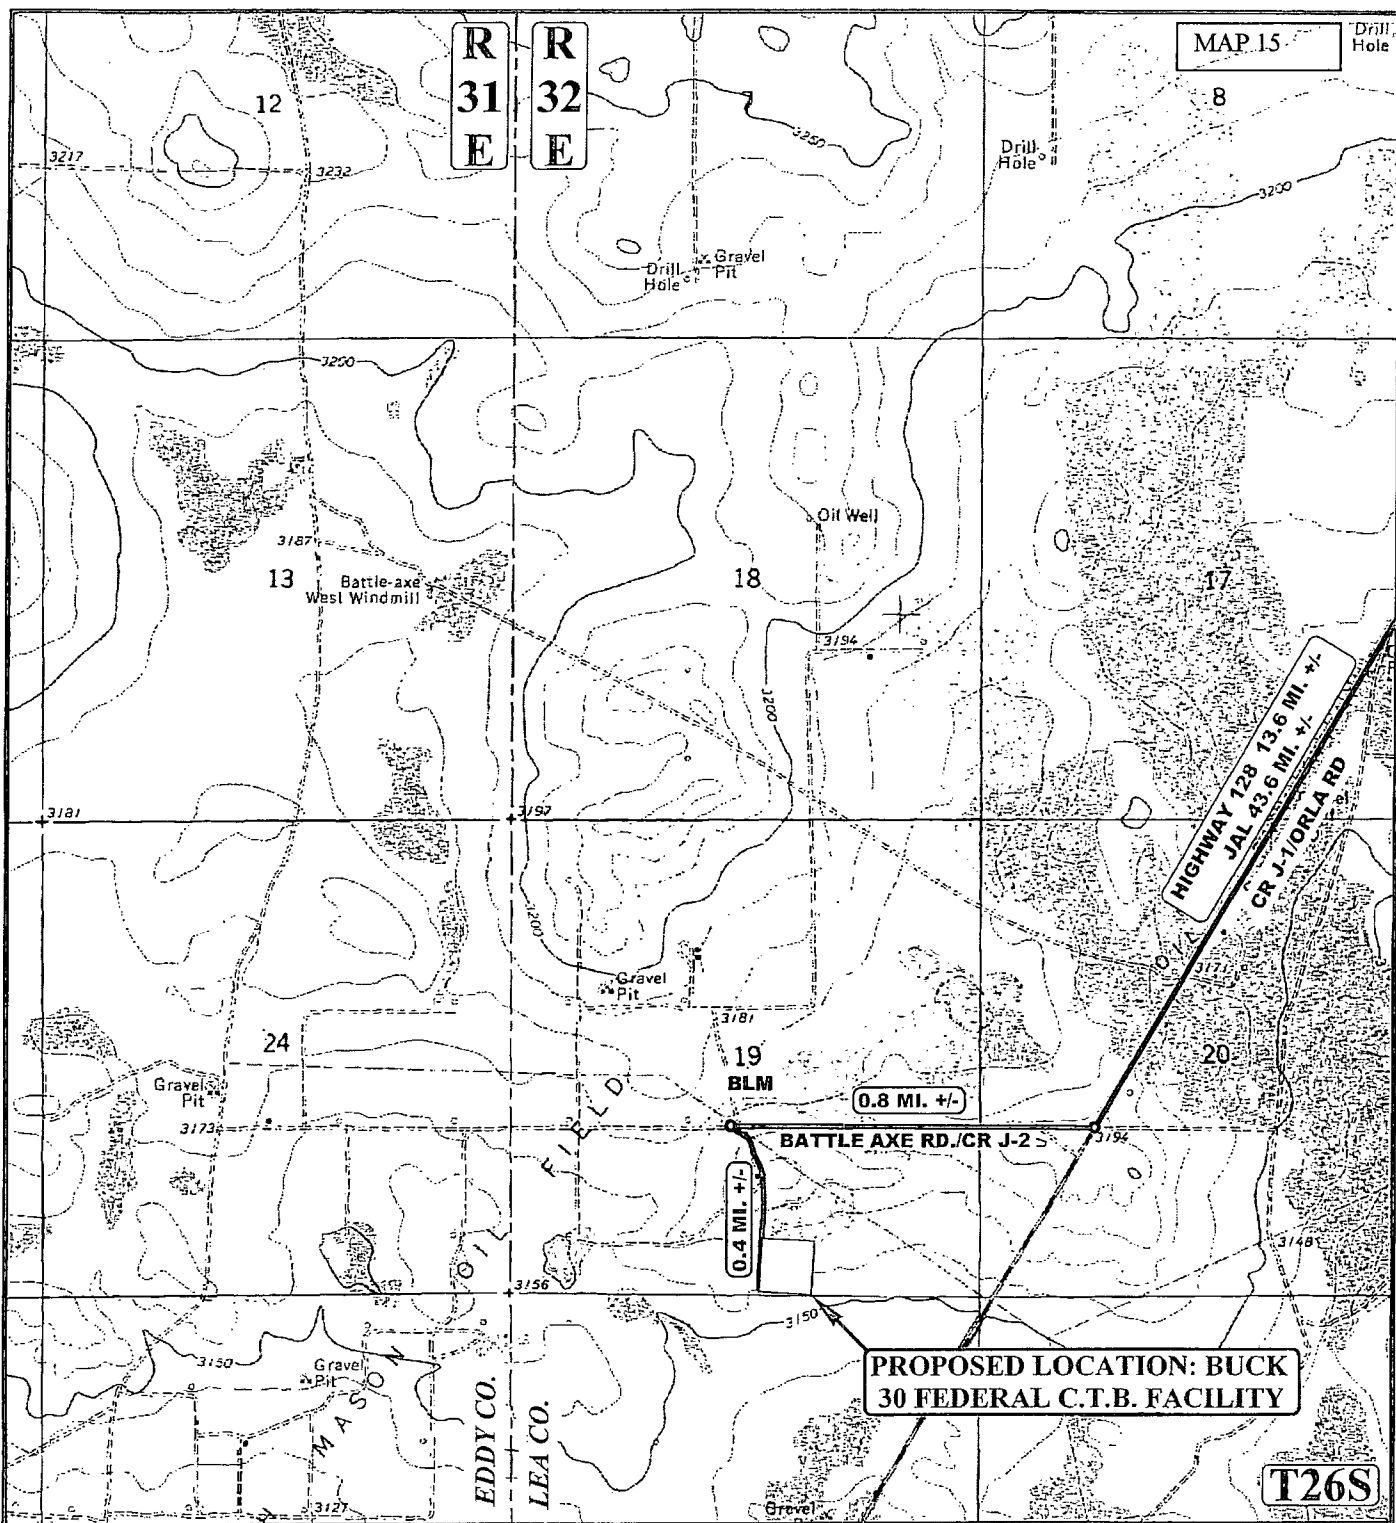 R
31
E
R
32
E
MAP 15
Drill
Hole
12
8
3250
3217
3232
Drill
Hole
3200
Gravel
Pit
Drill
Hole
3200
Oil Well
3187
13
Battle-axe
West Windmill
18
17
3194
3200
HIGHWAY 128 13.6 MI. +/-
JAL 43.6 MI. +/-
CR J-1/ORLA RD
3181
3197
3200
Gravel
Pit
3171
3181
24
19
BLM
20
Gravel
Pit
0.8 MI. +/-
3173
BATTLE AXE RD./CR J-2
3194
0.4 MI. +/-
FIELD
OIL
MASON
3148
3156
3150
3150
Gravel
Pit
PROPOSED LOCATION: BUCK
30 FEDERAL C.T.B. FACILITY
EDDY CO.
LEA CO.
3127
Gravel
T26S